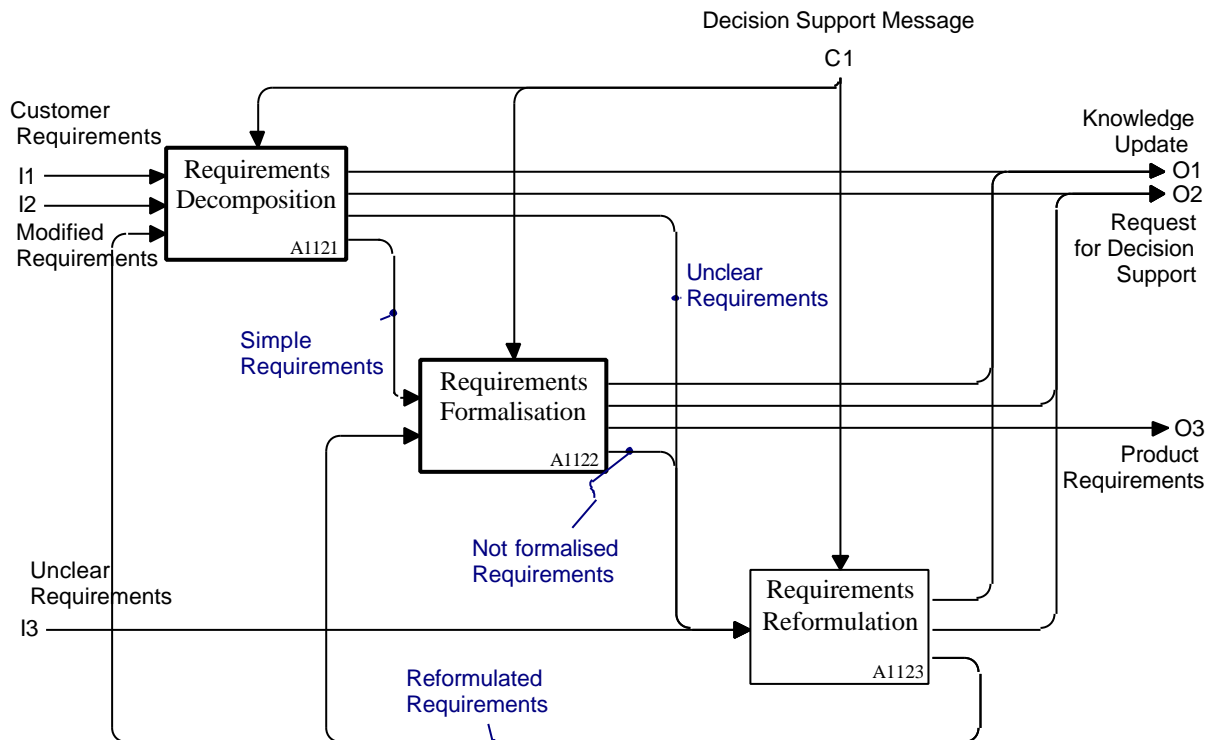 Decision Support Message
C1
Customer
Requirements
I1
I2
Modified
Requirements
Requirements
Decomposition
A1121
Knowledge
Update
O1
O2
Request
for Decision
Support
Unclear
Requirements
Simple
Requirements
Requirements
Formalisation
A1122
O3
Product
Requirements
Not formalised
Requirements
Unclear
Requirements
I3
Requirements
Reformulation
A1123
Reformulated
Requirements